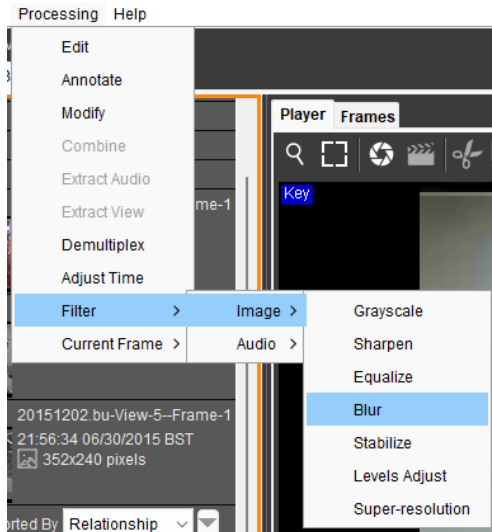 Processing Help
Edit
Annotate
Modify
Combine
Extract Audio
Extract View
Demultiplex
Adjust Time
Filter >
Current Frame >
Image >
Audio >
Grayscale
Sharpen
Equalize
Blur
Stabilize
Levels Adjust
Super-resolution
Player Frames
Key
me-1
20151202.bu-View-5--Frame-1
21:56:34 06/30/2015 BST
352x240 pixels
rted By Relationship